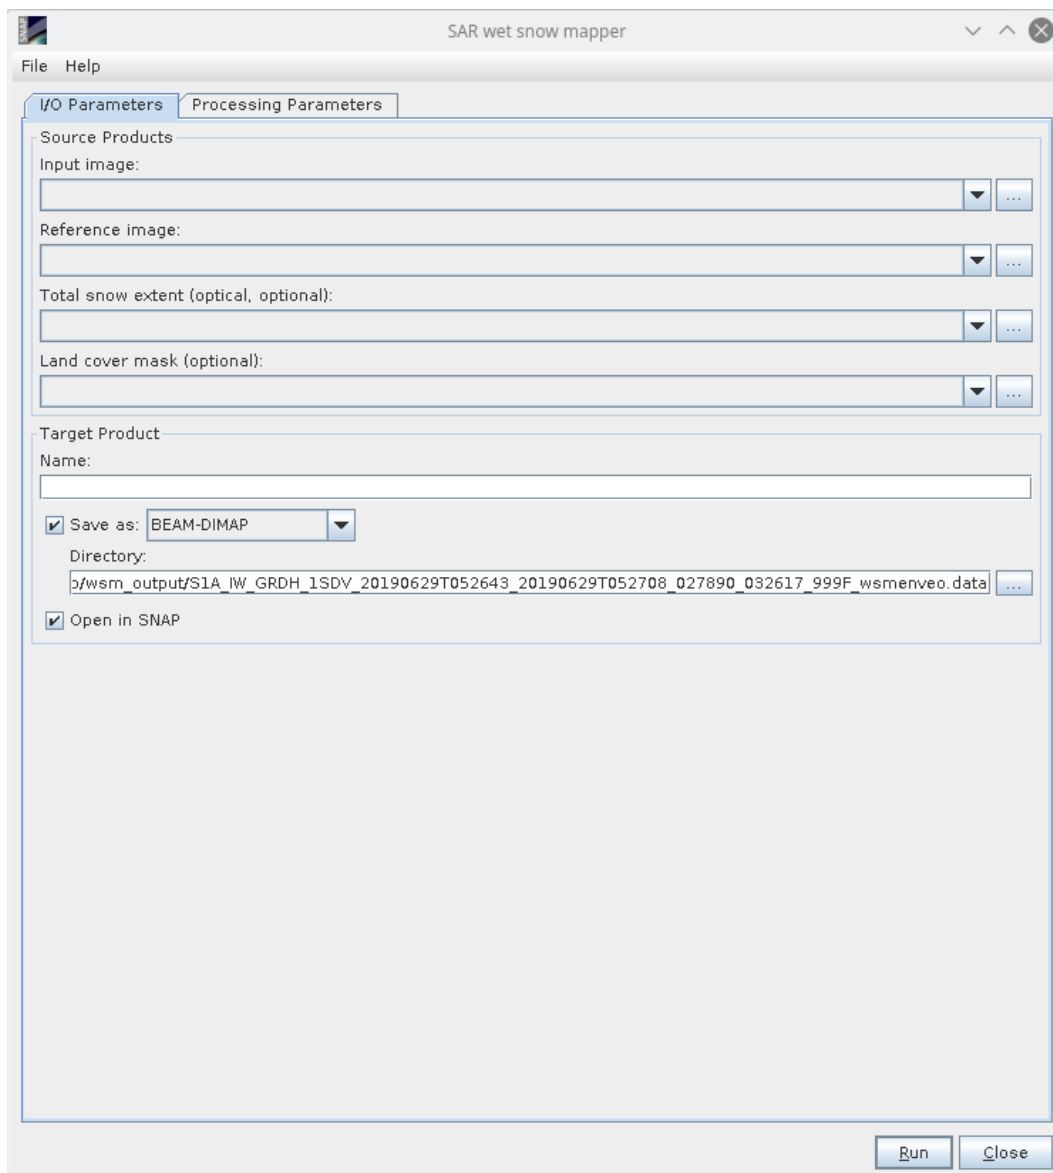 SNAP
SAR wet snow mapper
File Help
I/O Parameters Processing Parameters
Source Products
Input image:
...
Reference image:
...
Total snow extent (optical, optional):
...
Land cover mask (optional):
...
Target Product
Name:
Save as: BEAM-DIMAP
Directory:
/wsm_output/S1A_IW_GRDH_1SDV_20190629T052643_20190629T052708_027890_032617_999F_wsmenveo.data ...
Open in SNAP
Run Close